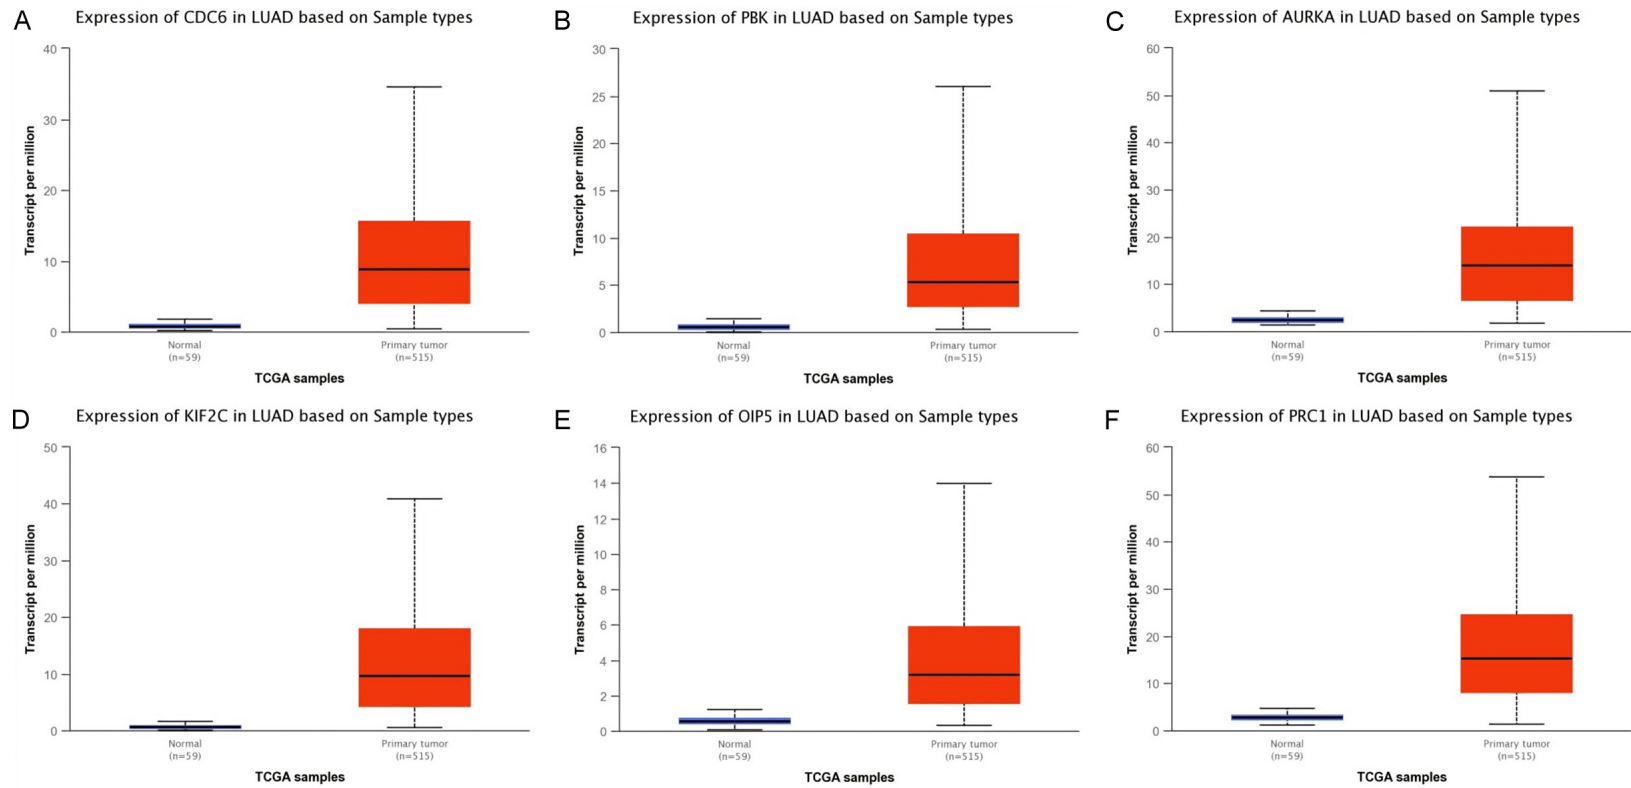 A
Expression of CDC6 in LUAD based on Sample types
40
30
20
10
0
Transcript per million
Normal
(n=59)
Primary tumor
(n=515)
TCGA samples
B
Expression of PBK in LUAD based on Sample types
30
25
20
15
10
5
0
Transcript per million
Normal
(n=59)
Primary tumor
(n=515)
TCGA samples
C
Expression of AURKA in LUAD based on Sample types
60
50
40
30
20
10
0
Transcript per million
Normal
(n=59)
Primary tumor
(n=515)
TCGA samples
D
Expression of KIF2C in LUAD based on Sample types
50
40
30
20
10
0
Transcript per million
Normal
(n=59)
Primary tumor
(n=515)
TCGA samples
E
Expression of OIP5 in LUAD based on Sample types
16
14
12
10
8
6
4
2
0
Transcript per million
Normal
(n=59)
Primary tumor
(n=515)
TCGA samples
F
Expression of PRC1 in LUAD based on Sample types
60
50
40
30
20
10
0
Transcript per million
Normal
(n=59)
Primary tumor
(n=515)
TCGA samples